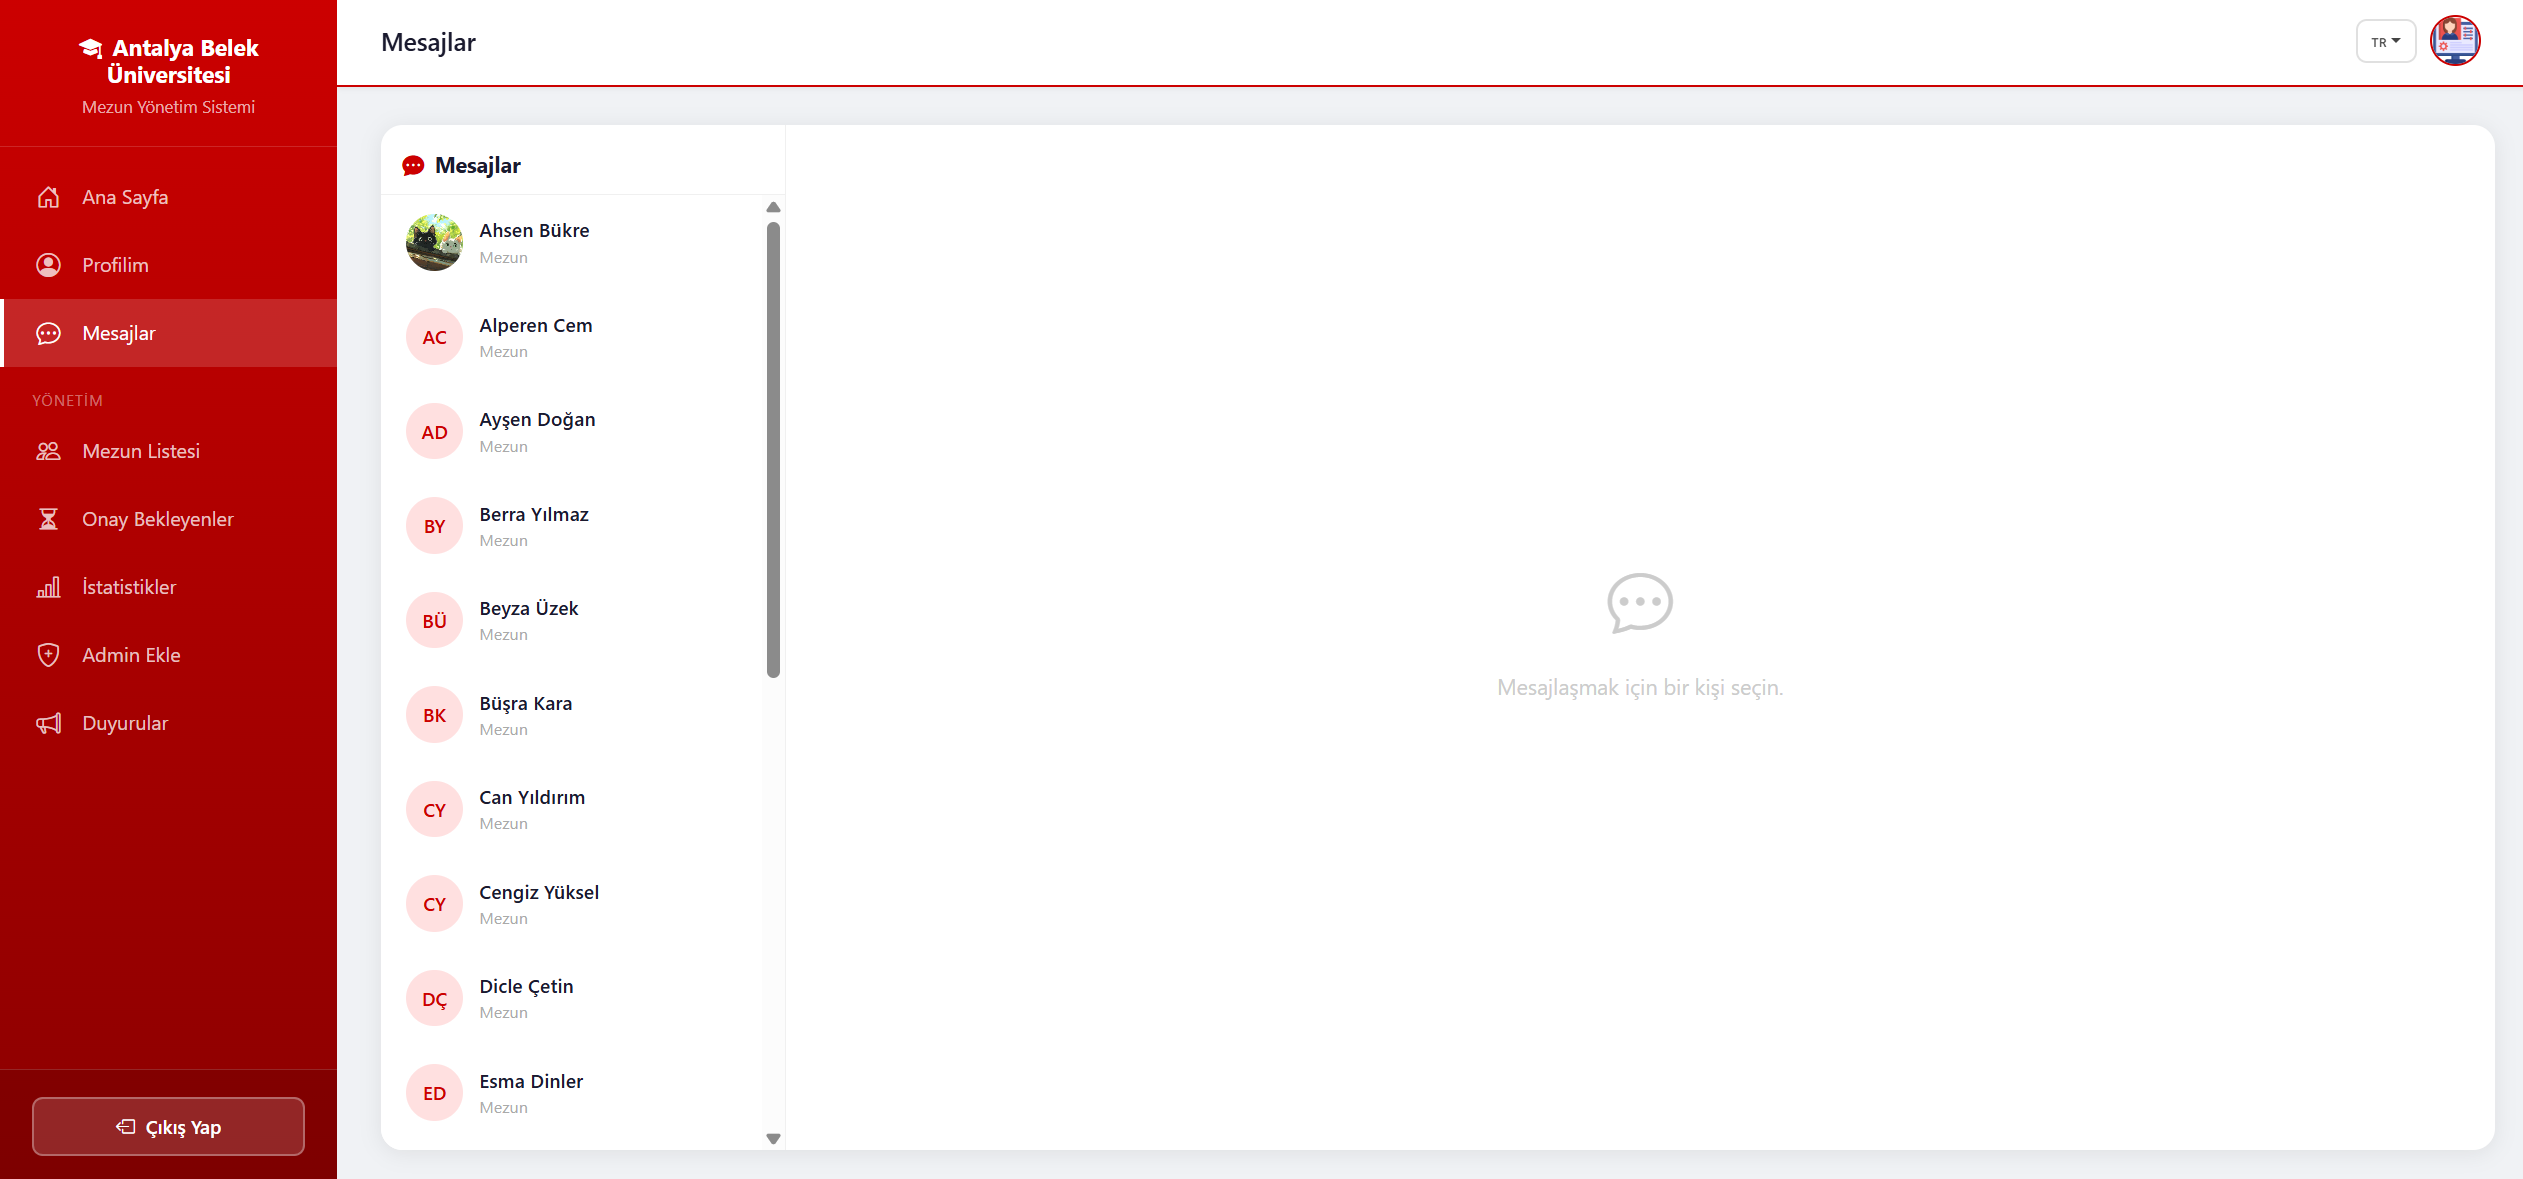 Antalya Belek
Üniversitesi
Mezun Yönetim Sistemi
Ana Sayfa
Profilim
Mesajlar
YÖNETİM
Mezun Listesi
Onay Bekleyenler
İstatistikler
Admin Ekle
Duyurular
Çıkış Yap
Mesajlar
TR
Mesajlar
Ahsen Bükre
Mezun
AC
Alperen Cem
Mezun
AD
Ayşen Doğan
Mezun
BY
Berra Yılmaz
Mezun
BÜ
Beyza Üzek
Mezun
BK
Büşra Kara
Mezun
CY
Can Yıldırım
Mezun
CY
Cengiz Yüksel
Mezun
DÇ
Dicle Çetin
Mezun
ED
Esma Dinler
Mezun
Mesajlaşmak için bir kişi seçin.